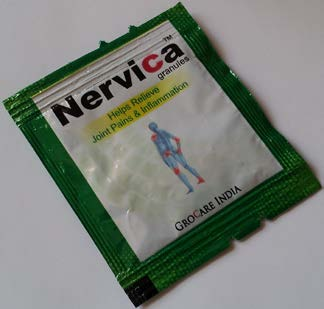 Nervica™
granules
Helps Relieve
Joint Pains & Inflammation
GROCARE INDIA